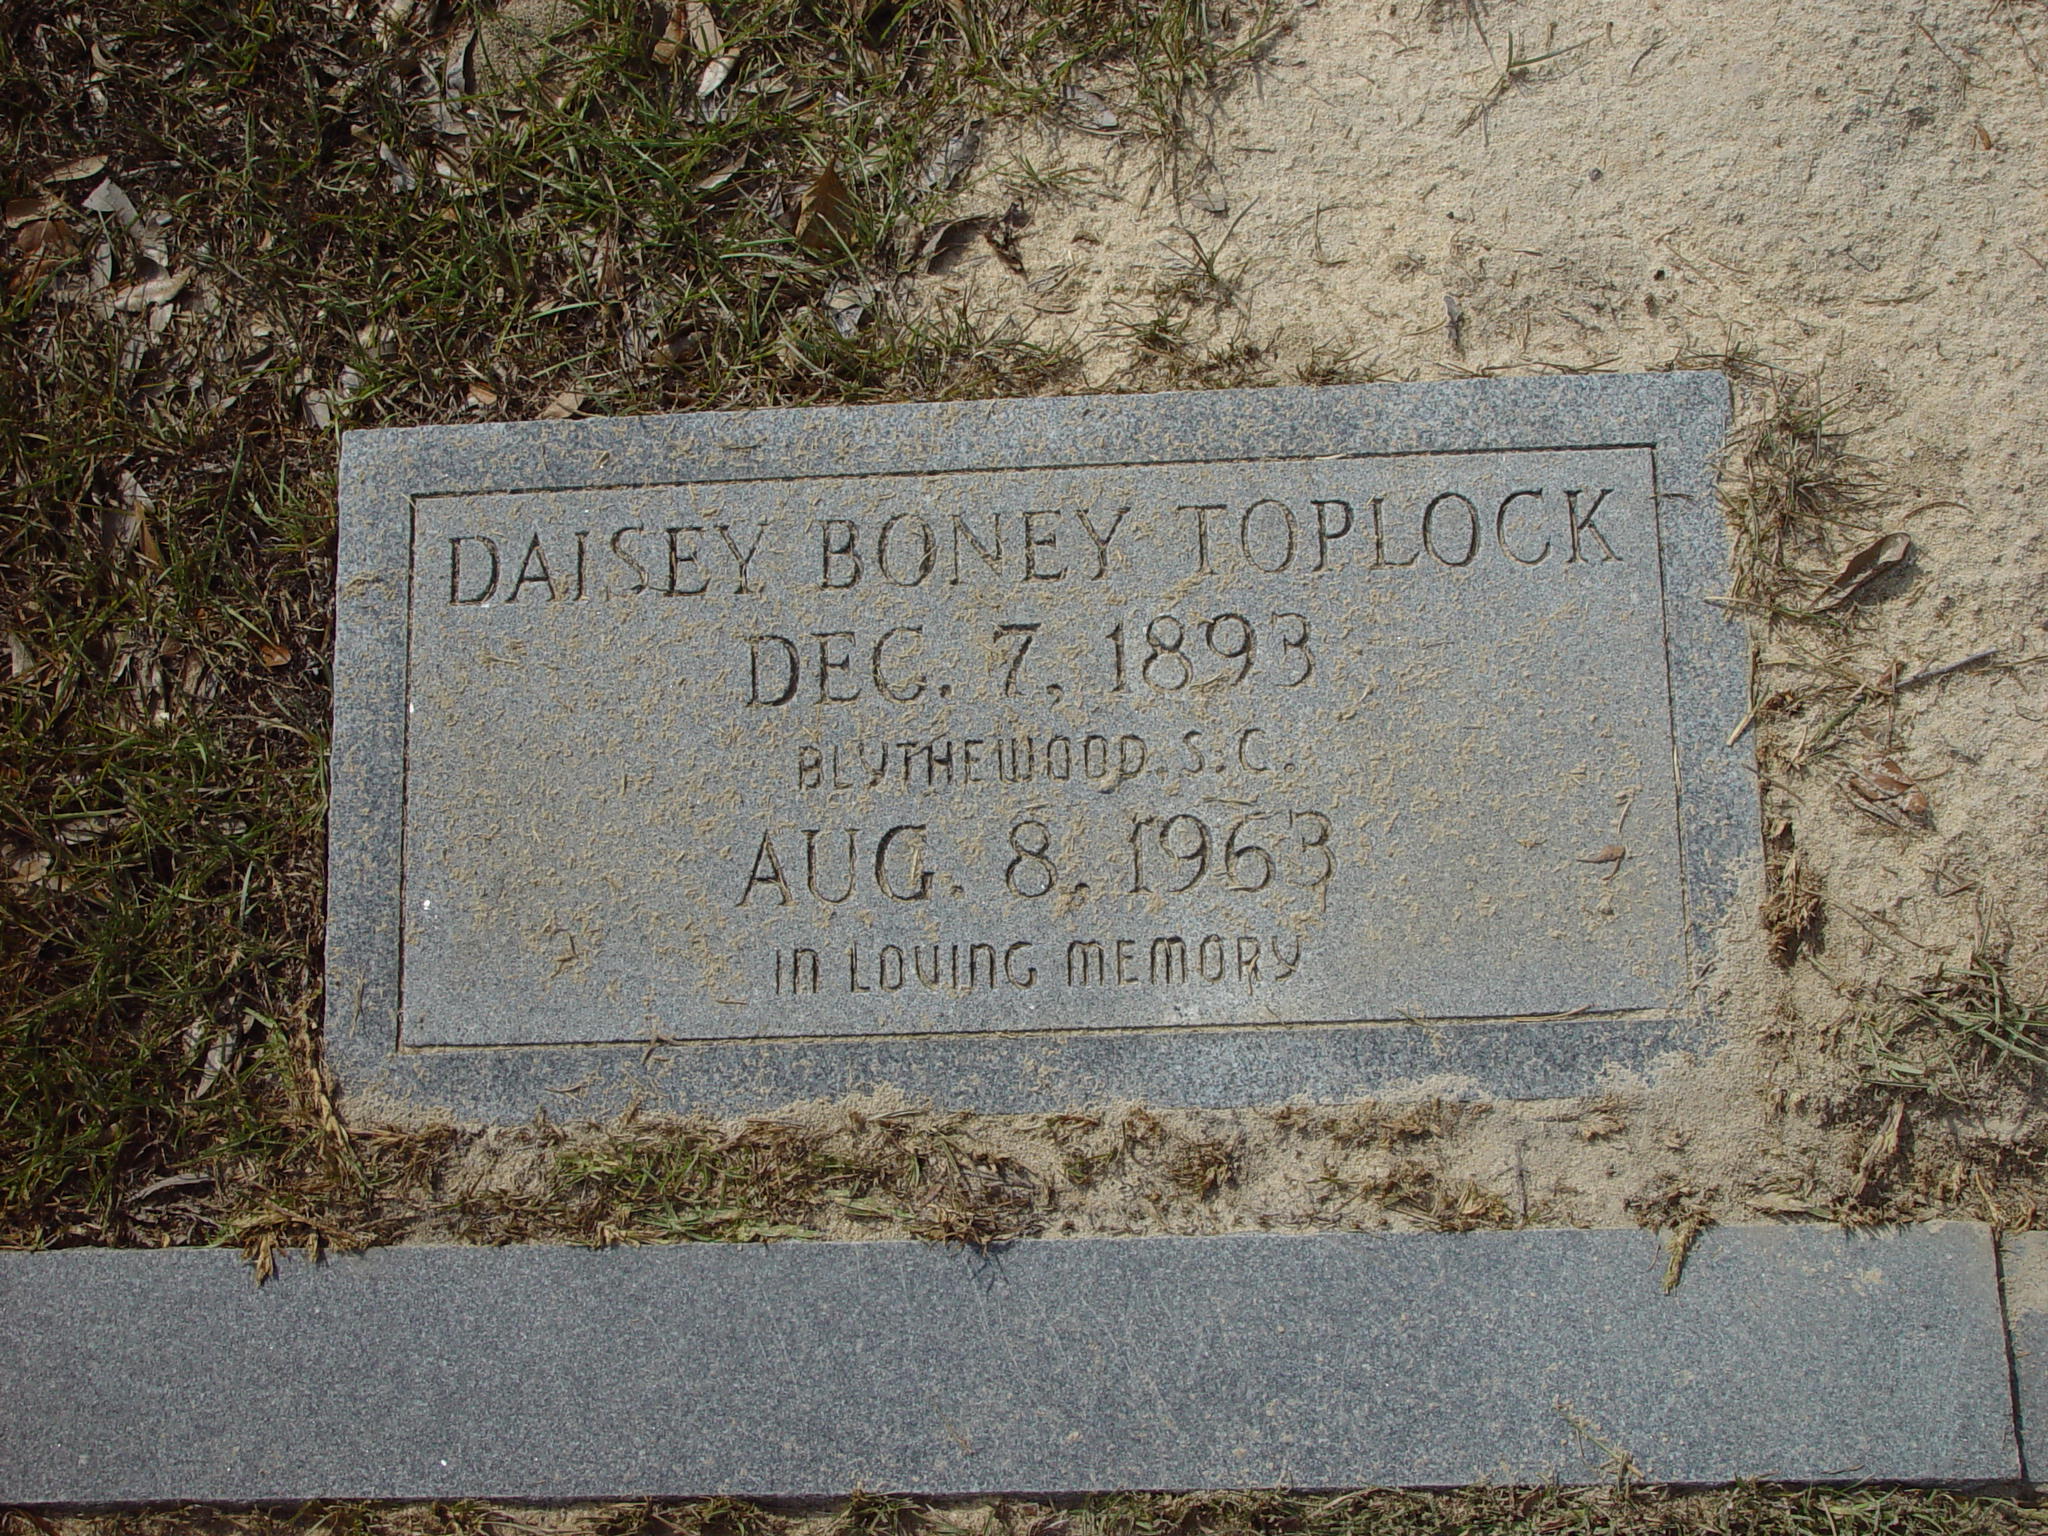 DAISEY BONEY TOPLOCK
DEC. 7, 1893
BLYTHEWOOD, S.C.
AUG. 8, 1963
IN LOVING MEMORY